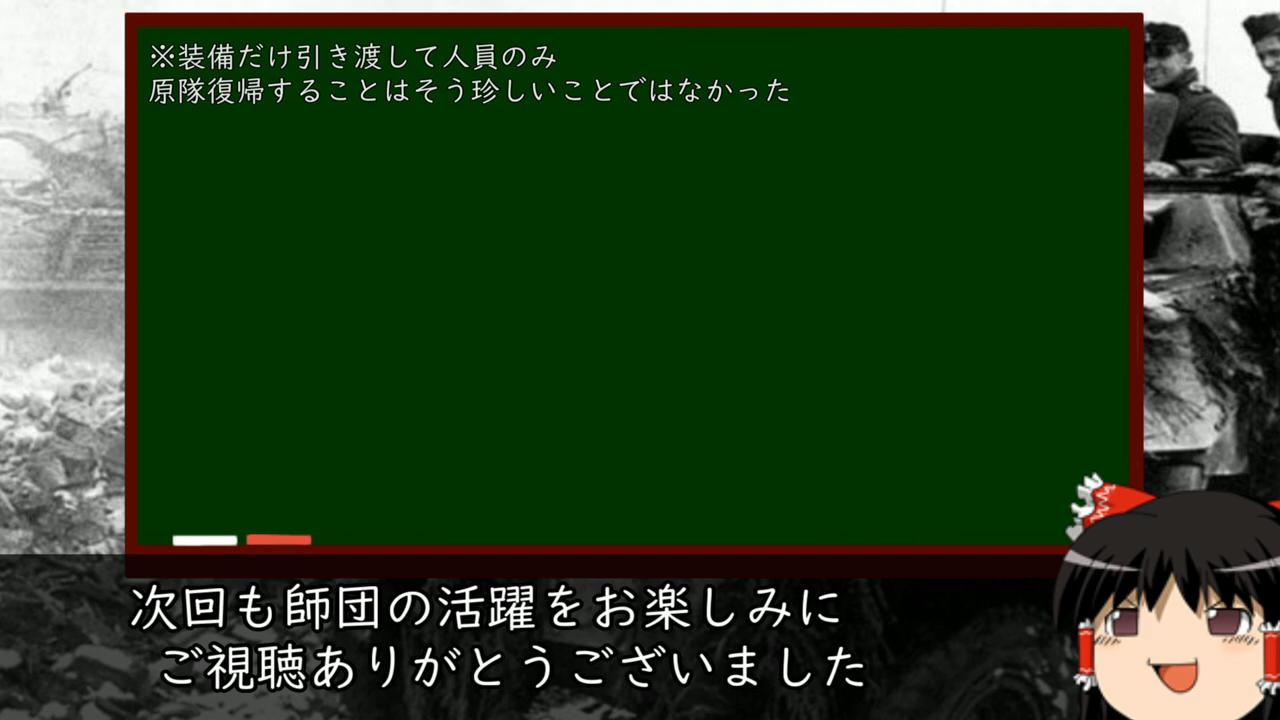 ※装備だけ引き渡して人員のみ
原隊復帰することはそう珍しいことではなかった
次回も師団の活躍をお楽しみに
ご視聴ありがとうございました